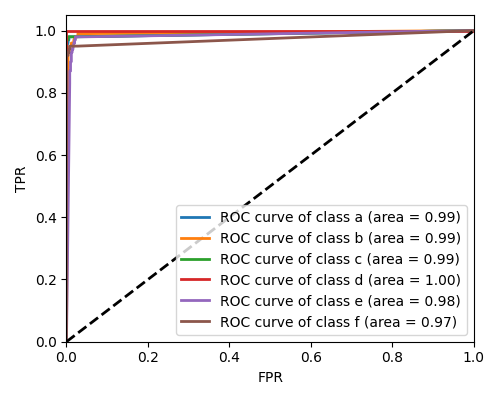 1.0
0.8
0.6
0.4
0.2
0.0
TPR
0.0 0.2 0.4 0.6 0.8 1.0
FPR
ROC curve of class a (area = 0.99)
ROC curve of class b (area = 0.99)
ROC curve of class c (area = 0.99)
ROC curve of class d (area = 1.00)
ROC curve of class e (area = 0.98)
ROC curve of class f (area = 0.97)